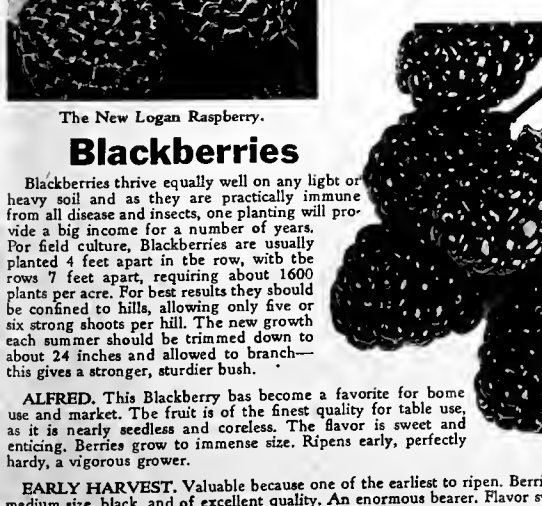 The New Logan Raspberry.
Blackberries
Blackberries thrive equally well on any light or
heavy soil and as they are practically immune
from all disease and insects, one planting will pro-
vide a big income for a number of years.
For field culture, Blackberries are usually
planted 4 feet apart in the row, with the
rows 7 feet apart, requiring about 1600
plants per acre. For best results they should
be confined to hills, allowing only five or
six strong shoots per hill. The new growth
each summer should be trimmed down to
about 24 inches and allowed to branch—
this gives a stronger, sturdier bush.
ALFRED. This Blackberry has become a favorite for home
use and market. The fruit is of the finest quality for table use,
as it is nearly seedless and coreless. The flavor is sweet and
enticing. Berries grow to immense size. Ripens early, perfectly
hardy, a vigorous grower.
EARLY HARVEST. Valuable because one of the earliest to ripen. Berri
medium size, black, and of excellent quality. An enormous bearer. Flavor